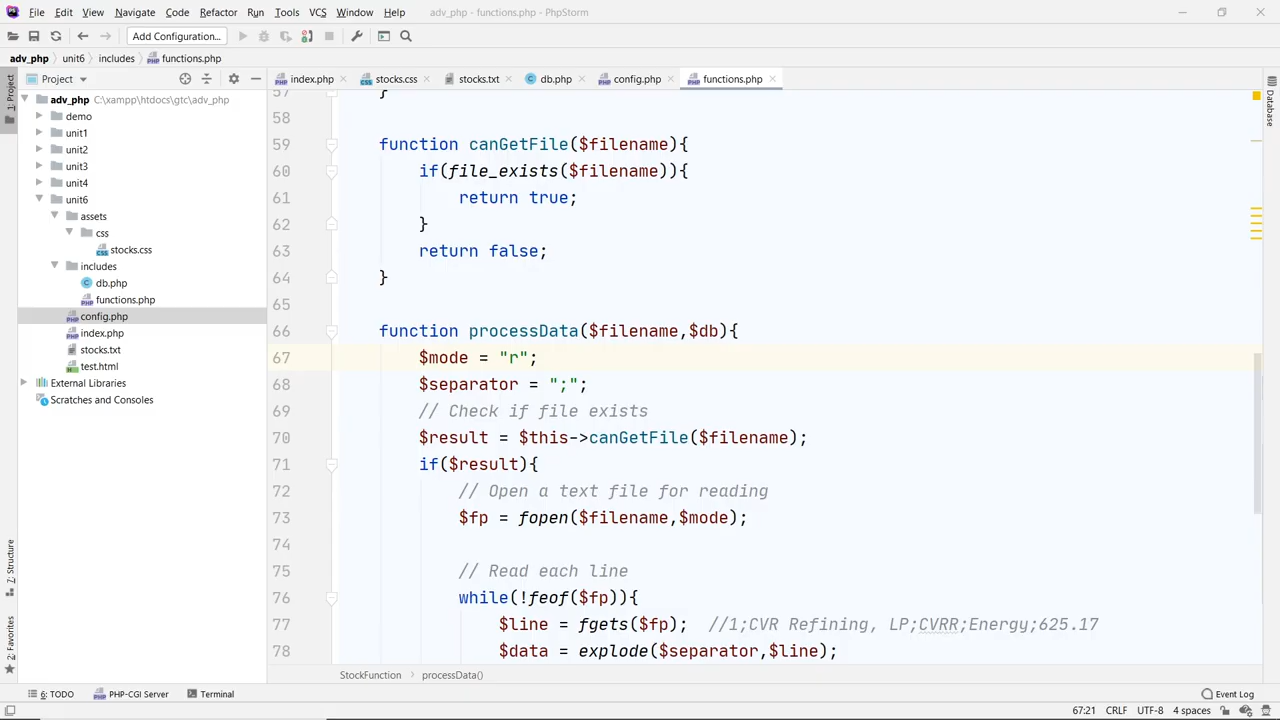 PS File Edit View Navigate Code Refactor Run Tools VCS Window Help adv_php - functions.php - PhpStorm
Add Configuration...
adv_php unit6 includes functions.php
Project
index.php stocks.css stocks.txt db.php config.php functions.php
1: Project
Database
adv_php C:\xampp\htdocs\gtc\adv_php
demo
unit1
unit2
unit3
unit4
unit6
assets
css
stocks.css
includes
db.php
functions.php
config.php
index.php
stocks.txt
test.html
External Libraries
Scratches and Consoles
7: Structure
2: Favorites
57 }
58
59 function canGetFile($filename){
60 if(file_exists($filename)){
61 return true;
62 }
63 return false;
64 }
65
66 function processData($filename,$db){
67 $mode = "r";
68 $separator = ";";
69 // Check if file exists
70 $result = $this->canGetFile($filename);
71 if($result){
72 // Open a text file for reading
73 $fp = fopen($filename,$mode);
74
75 // Read each line
76 while(!feof($fp)){
77 $line = fgets($fp); //1;CVR Refining, LP;CVRR;Energy;625.17
78 $data = explode($separator,$line);
StockFunction processData()
6: TODO PHP-CGI Server Terminal Event Log
67:21 CRLF UTF-8 4 spaces